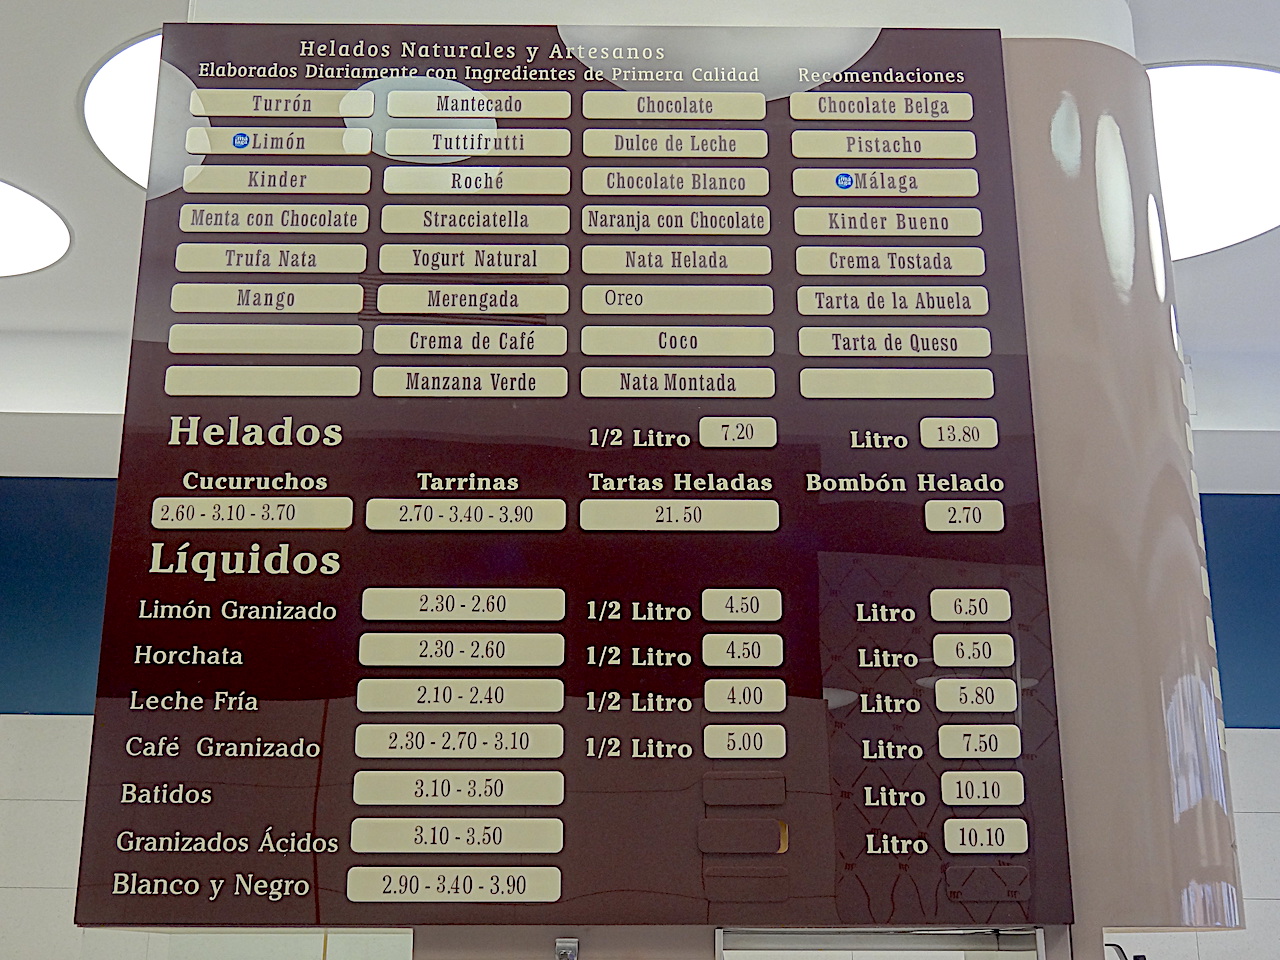 Helados Naturales y Artesanos
Elaborados Diariamente con Ingredientes de Primera Calidad Recomendaciones
Turrón Mantecado Chocolate Chocolate Belga
Limón Tuttifrutti Dulce de Leche Pistacho
Kinder Roché Chocolate Blanco Málaga
Menta con Chocolate Stracciatella Naranja con Chocolate Kinder Bueno
Trufa Nata Yogurt Natural Nata Helada Crema Tostada
Mango Merengada Oreo Tarta de la Abuela
Crema de Café Coco Tarta de Queso
Manzana Verde Nata Montada
Helados 1/2 Litro 7.20 Litro 13.80
Cucuruchos Tarrinas Tartas Heladas Bombón Helado
2.60 - 3.10 - 3.70 2.70 - 3.40 - 3.90 21.50 2.70
Líquidos
Limón Granizado 2.30 - 2.60 1/2 Litro 4.50 Litro 6.50
Horchata 2.30 - 2.60 1/2 Litro 4.50 Litro 6.50
Leche Fría 2.10 - 2.40 1/2 Litro 4.00 Litro 5.80
Café Granizado 2.30 - 2.70 - 3.10 1/2 Litro 5.00 Litro 7.50
Batidos 3.10 - 3.50 Litro 10.10
Granizados Ácidos 3.10 - 3.50 Litro 10.10
Blanco y Negro 2.90 - 3.40 - 3.90